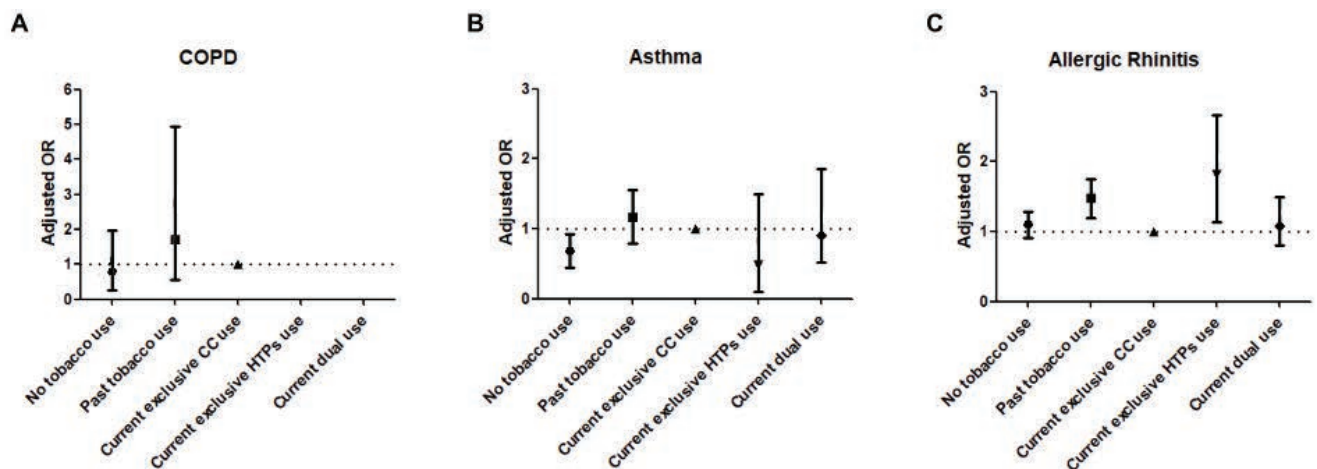 A
COPD
Adjusted OR
6
5
4
3
2
1
0
No tobacco use
Past tobacco use
Current exclusive CC use
Current exclusive HTPs use
Current dual use
B
Asthma
Adjusted OR
3
2
1
0
No tobacco use
Past tobacco use
Current exclusive CC use
Current exclusive HTPs use
Current dual use
C
Allergic Rhinitis
Adjusted OR
3
2
1
0
No tobacco use
Past tobacco use
Current exclusive CC use
Current exclusive HTPs use
Current dual use